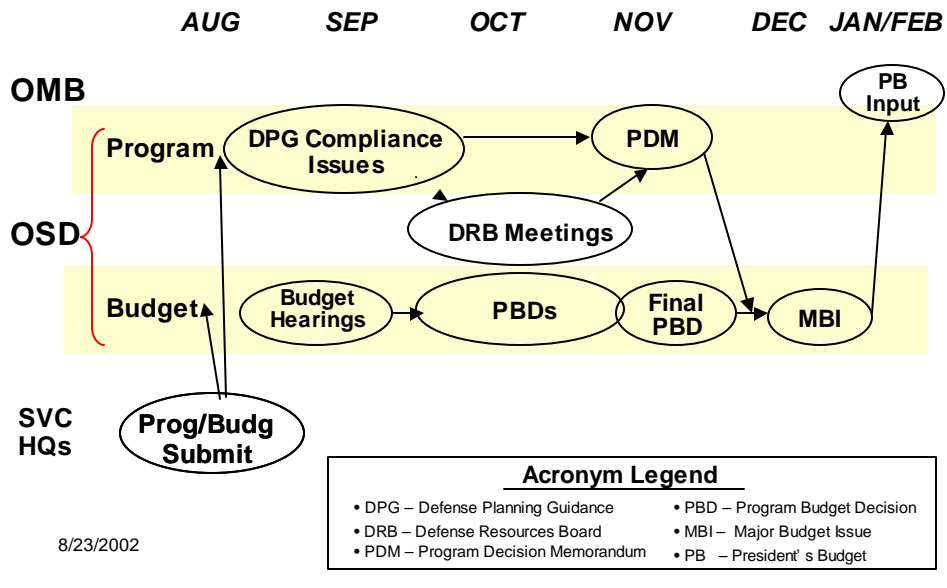 AUG SEP OCT NOV DEC JAN/FEB
OMB
PB
Input
Program
DPG Compliance
Issues
PDM
DRB Meetings
OSD
Budget
Budget
Hearings
PBDs
Final
PBD
MBI
SVC
HQs
Prog/Budg
Submit
Acronym Legend
• DPG – Defense Planning Guidance
• DRB – Defense Resources Board
• PDM – Program Decision Memorandum
• PBD – Program Budget Decision
• MBI – Major Budget Issue
• PB – President' s Budget
8/23/2002